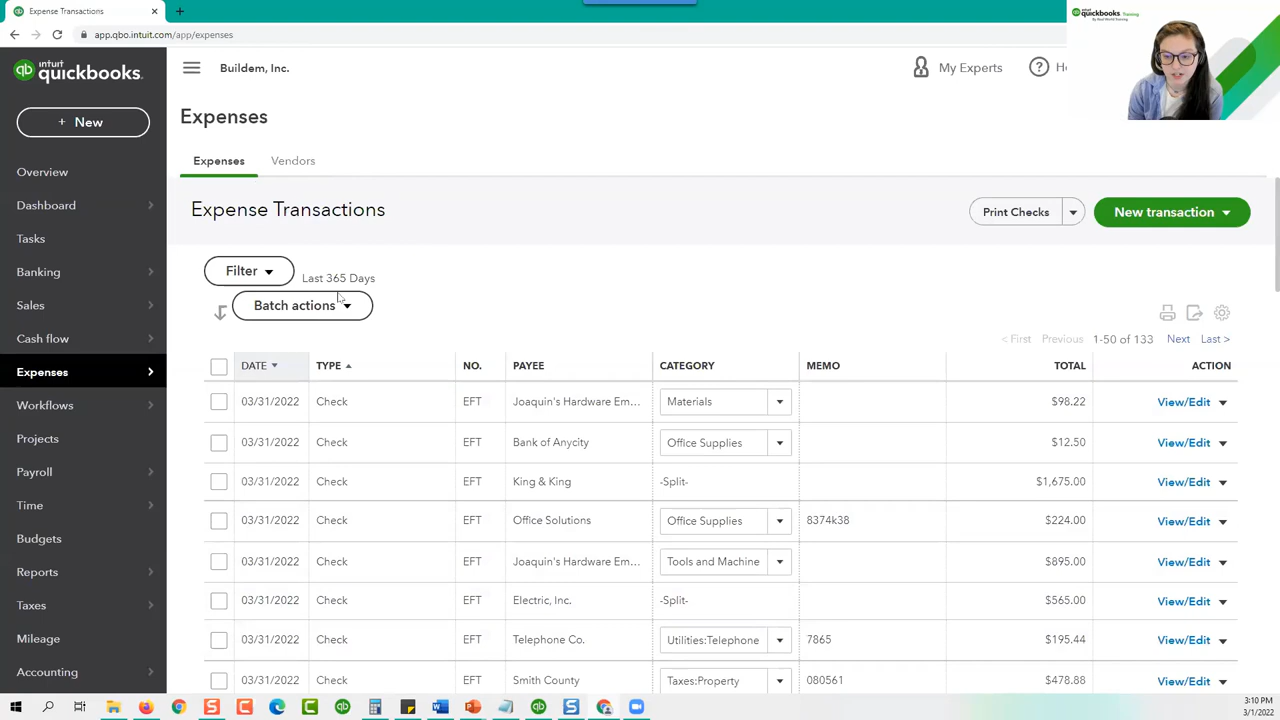 Expense Transactions
app.qbo.intuit.com/app/expenses
intuit quickbooks. Training
By Real World Training
intuit
quickbooks.
Buildem, Inc.
My Experts
He
+ New
Overview
Dashboard
Tasks
Banking
Sales
Cash flow
Expenses
Workflows
Projects
Payroll
Time
Budgets
Reports
Taxes
Mileage
Accounting
Expenses
Expenses Vendors
Expense Transactions
Print Checks
New transaction
Filter
Last 365 Days
Batch actions
< First Previous 1-50 of 133 Next Last >
DATE TYPE NO. PAYEE CATEGORY MEMO TOTAL ACTION
03/31/2022 Check EFT Joaquin's Hardware Em... Materials $98.22 View/Edit
03/31/2022 Check EFT Bank of Anycity Office Supplies $12.50 View/Edit
03/31/2022 Check EFT King & King -Split- $1,675.00 View/Edit
03/31/2022 Check EFT Office Solutions Office Supplies 8374k38 $224.00 View/Edit
03/31/2022 Check EFT Joaquin's Hardware Em... Tools and Machine $895.00 View/Edit
03/31/2022 Check EFT Electric, Inc. -Split- $565.00 View/Edit
03/31/2022 Check EFT Telephone Co. Utilities:Telephone 7865 $195.44 View/Edit
03/31/2022 Check EFT Smith County Taxes:Property 080561 $478.88 View/Edit
3:10 PM
3/1/2022